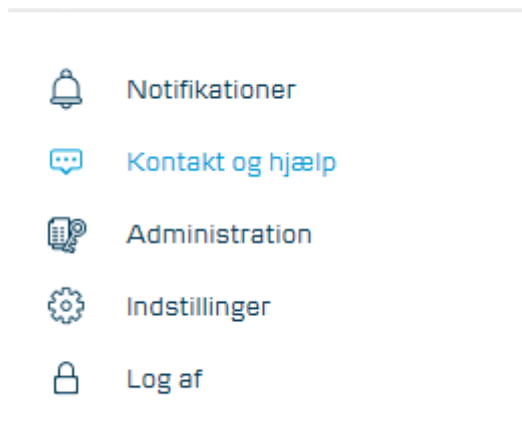 Notifikationer
Kontakt og hjælp
Administration
Indstillinger
Log af